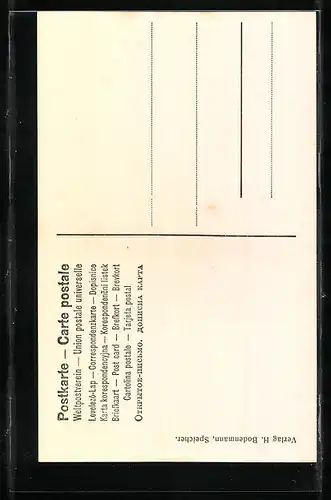 Postkarte — Carte postale
Weltpostverein — Union postale universelle
Levelező-Lap — Correspondenzkarte — Dopisnice
Karta korespondencyjna — Korespondenční lístek
Briefkaart — Post card — Brefkort — Brevkort
Cartolina postale — Tarjeta postal
Открытое-письмо. дописна карта
Verlag H. Bodenmann, Speicher.